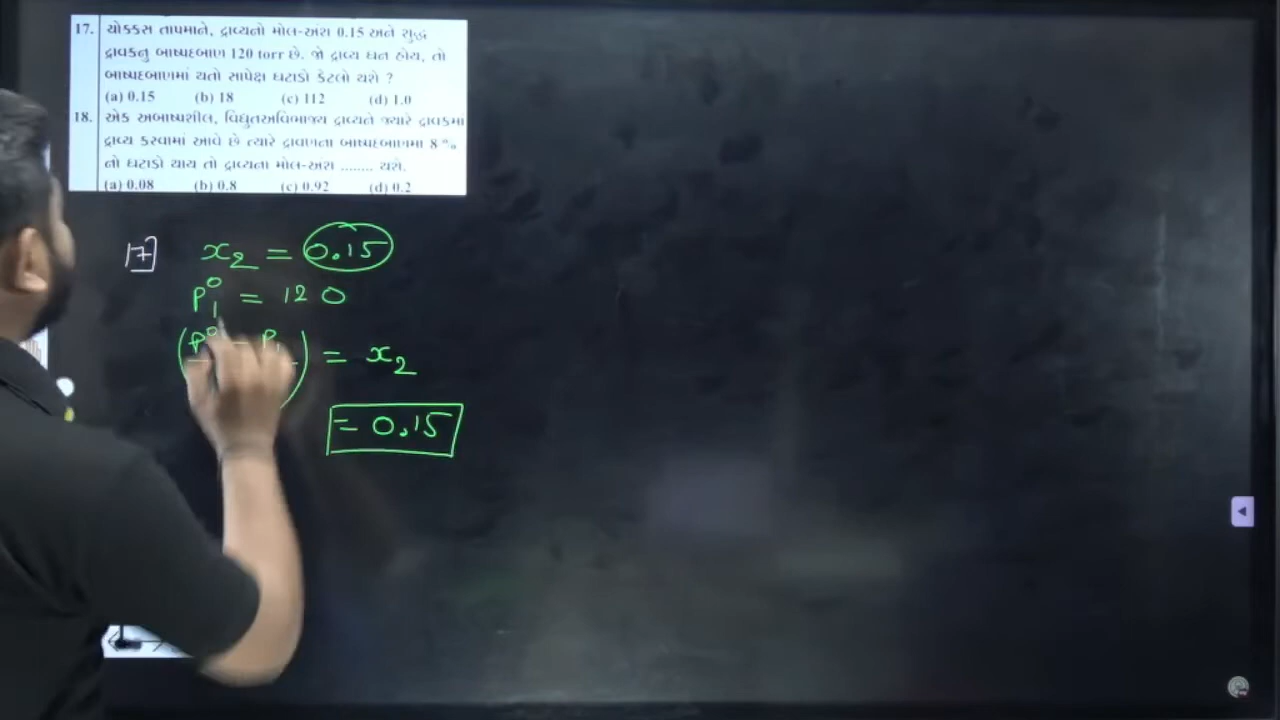 17. ચોક્કસ તાપમાને, દ્રાવ્યનો મોલ-અંશ 0.15 અને શુદ્ધ
દ્રાવકનુ બાષ્પદબાણ 120 torr છે. જો દ્રાવ્ય ઘન હોય, તો
બાષ્પદબાણમાં થતો સાપેક્ષ ઘટાડો કેટલો થશે ?
(a) 0.15 (b) 18 (c) 112 (d) 1.0
18. એક અબાષ્પશીલ, વિદ્યુતઅવિભાજ્ય દ્રાવ્યને જ્યારે દ્રાવકમા
દ્રાવ્ય કરવામાં આવે છે ત્યારે દ્રાવણના બાષ્પદબાણમા 8 %
નો ઘટાડો થાય તો દ્રાવ્યના મોલ-અંશ ........ થશે.
(a) 0.08 (b) 0.8 (c) 0.92 (d) 0.2
17] x₂ = 0.15
P₁⁰ = 120
= x₂
= 0.15